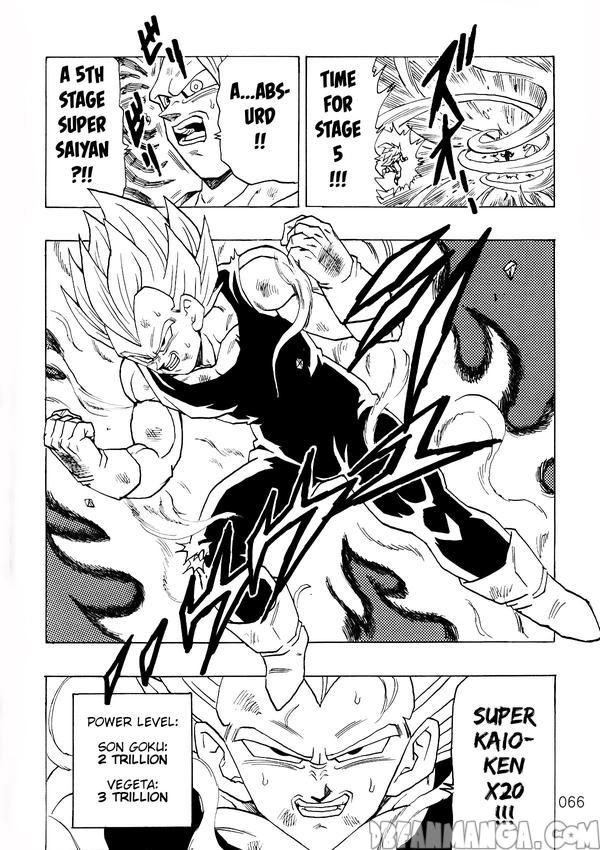 TIME
FOR
STAGE
5
!!!
A...ABS-
URD
!!
A 5TH
STAGE
SUPER
SAIYAN
?!!
SUPER
KAIO-
KEN
X20
!!!
POWER LEVEL:
SON GOKU:
2 TRILLION
VEGETA:
3 TRILLION
066
DBFANMANGA.COM